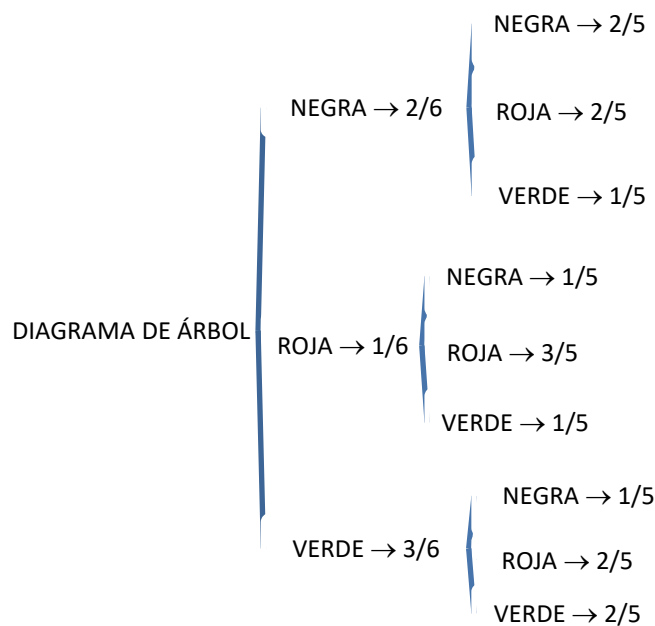 NEGRA → 2/5
NEGRA → 2/6
ROJA → 2/5
VERDE → 1/5
NEGRA → 1/5
DIAGRAMA DE ÁRBOL
ROJA → 1/6
ROJA → 3/5
VERDE → 1/5
NEGRA → 1/5
VERDE → 3/6
ROJA → 2/5
VERDE → 2/5